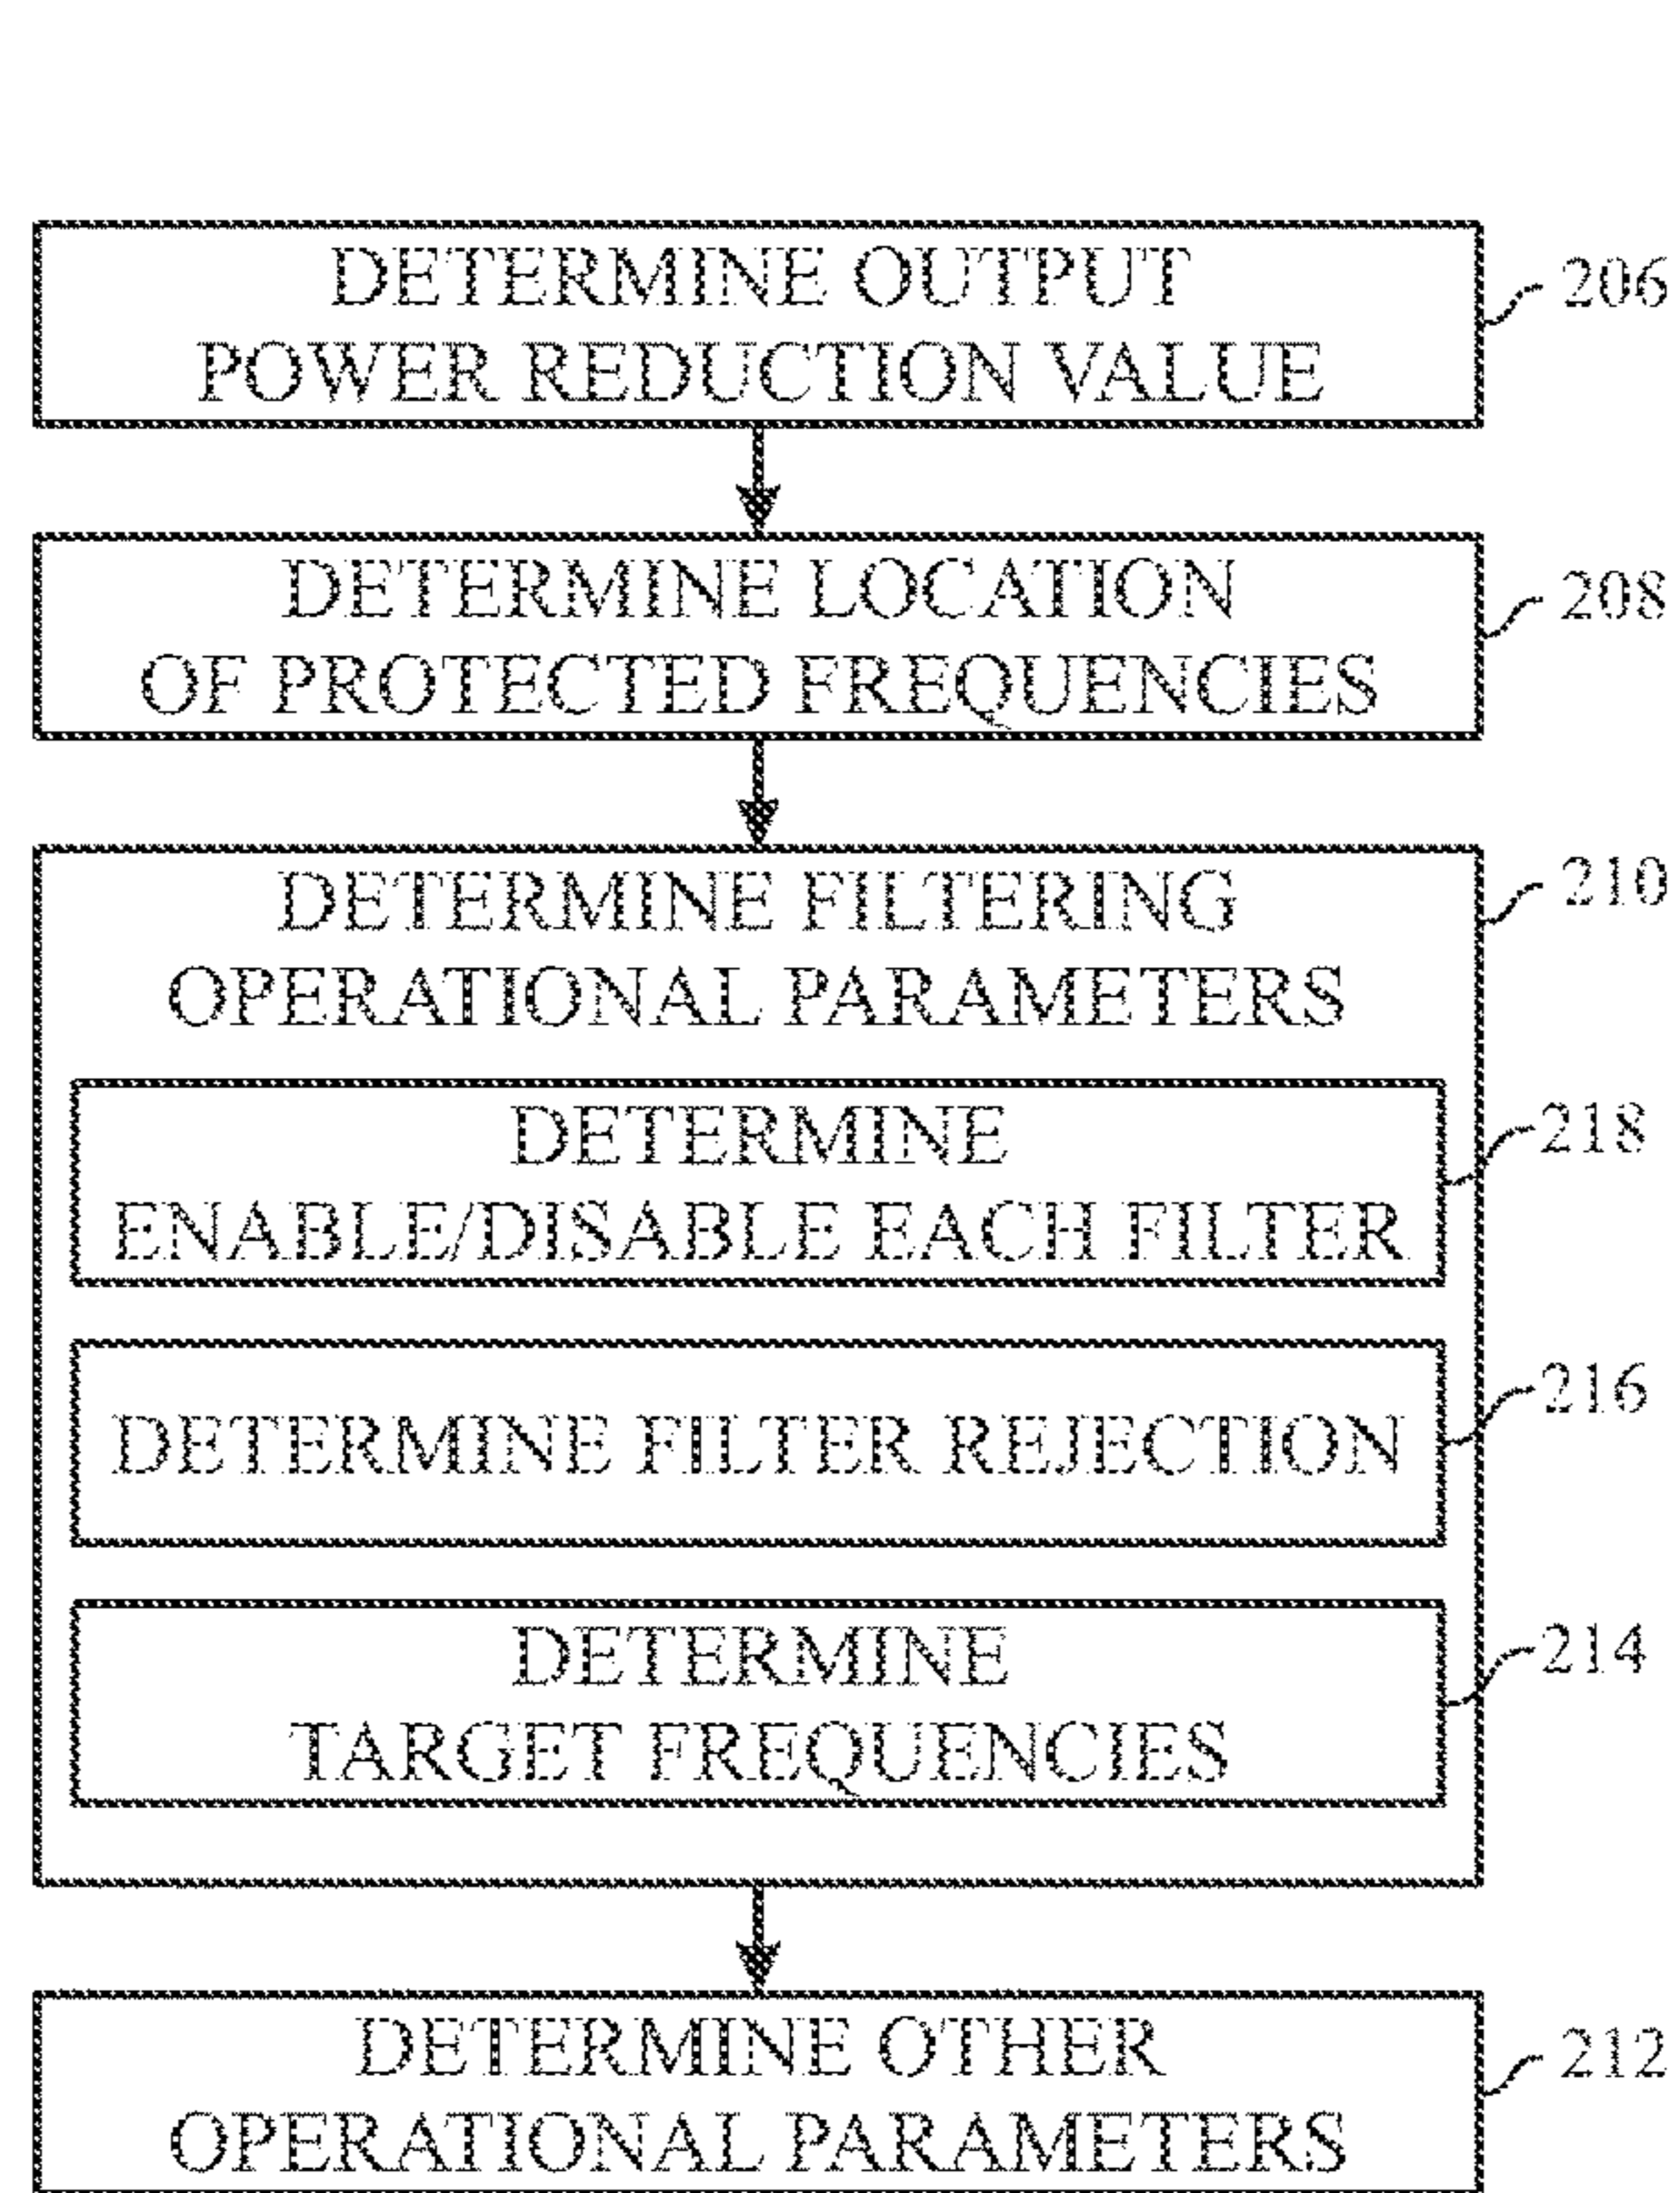 DETERMINE OUTPUT
POWER REDUCTION VALUE
206
DETERMINE LOCATION
OF PROTECTED FREQUENCIES
208
DETERMINE FILTERING
OPERATIONAL PARAMETERS
210
DETERMINE
ENABLE/DISABLE EACH FILTER
218
DETERMINE FILTER REJECTION
216
DETERMINE
TARGET FREQUENCIES
214
DETERMINE OTHER
OPERATIONAL PARAMETERS
212